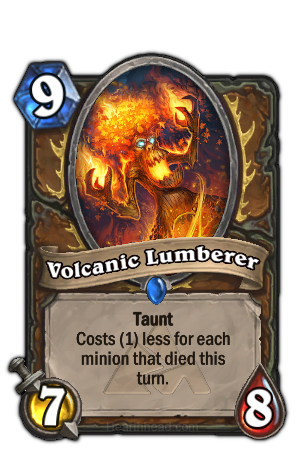 9
Volcanic Lumberer
Taunt
Costs (1) less for each
minion that died this
turn.
7
8